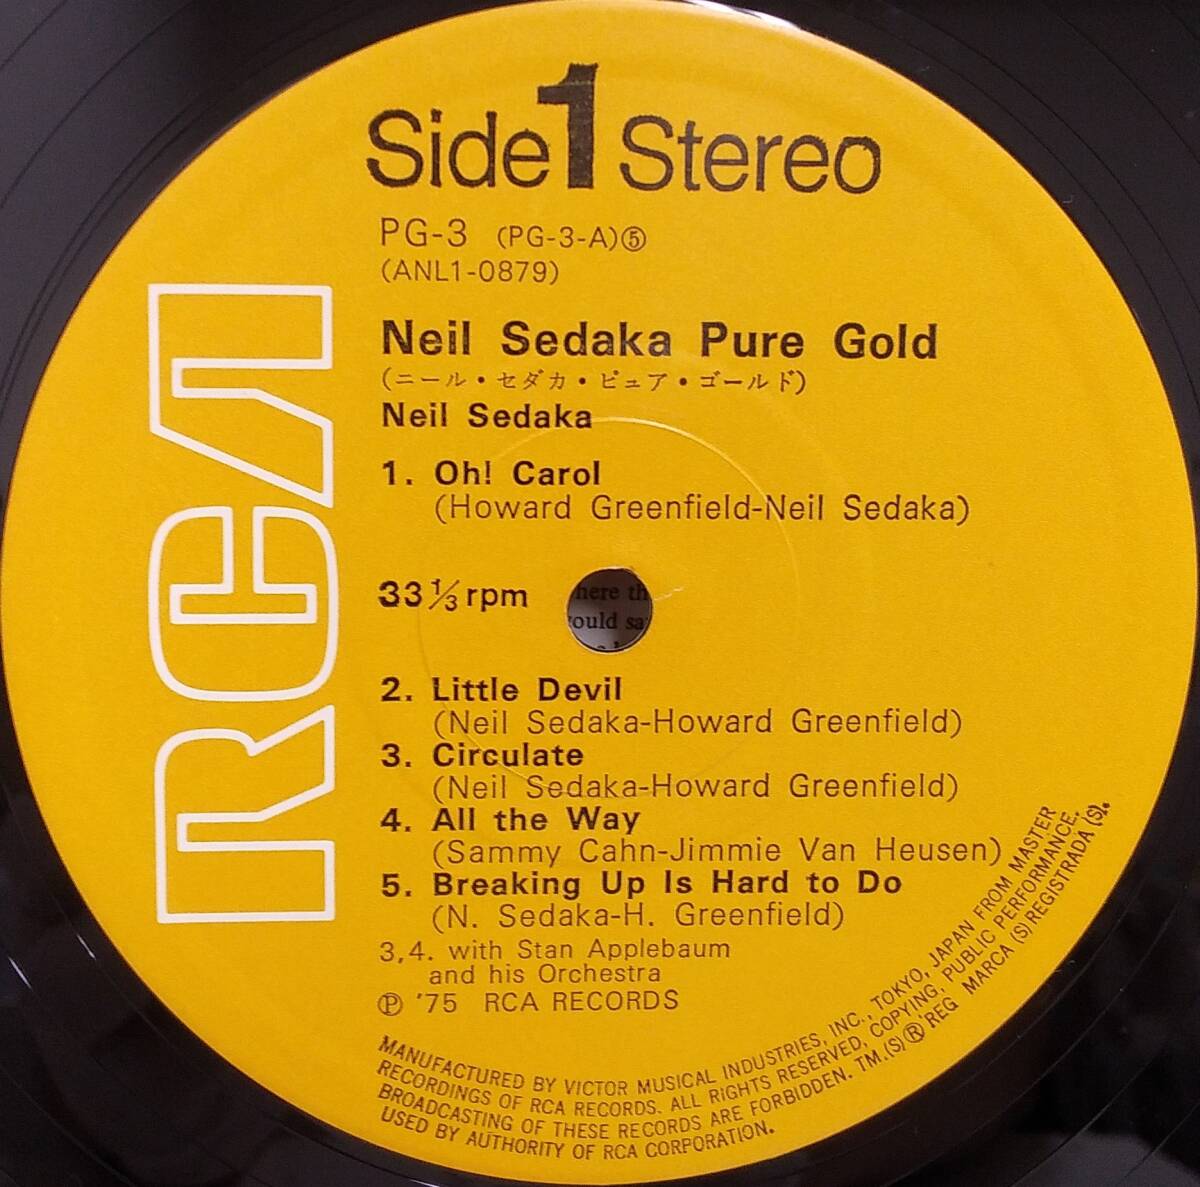 Side 1 Stereo
PG-3 (PG-3-A)⑤
(ANL1-0879)
RCA
Neil Sedaka Pure Gold
(ニール・セダカ・ピュア・ゴールド)
Neil Sedaka
1. Oh! Carol
(Howard Greenfield-Neil Sedaka)
33 1/3 rpm
here th
ould sa
2. Little Devil
(Neil Sedaka-Howard Greenfield)
3. Circulate
(Neil Sedaka-Howard Greenfield)
4. All the Way
(Sammy Cahn-Jimmie Van Heusen)
5. Breaking Up Is Hard to Do
(N. Sedaka-H. Greenfield)
3,4. with Stan Applebaum
and his Orchestra
Ⓟ '75 RCA RECORDS
MANUFACTURED BY VICTOR MUSICAL INDUSTRIES, INC., TOKYO, JAPAN FROM MASTER
RECORDINGS OF RCA RECORDS. ALL RIGHTS RESERVED, COPYING, PUBLIC PERFORMANCE,
BROADCASTING OF THESE RECORDS ARE FORBIDDEN. TM.(S)® REG MARCA (S) REGISTRADA (S).
USED BY AUTHORITY OF RCA CORPORATION.